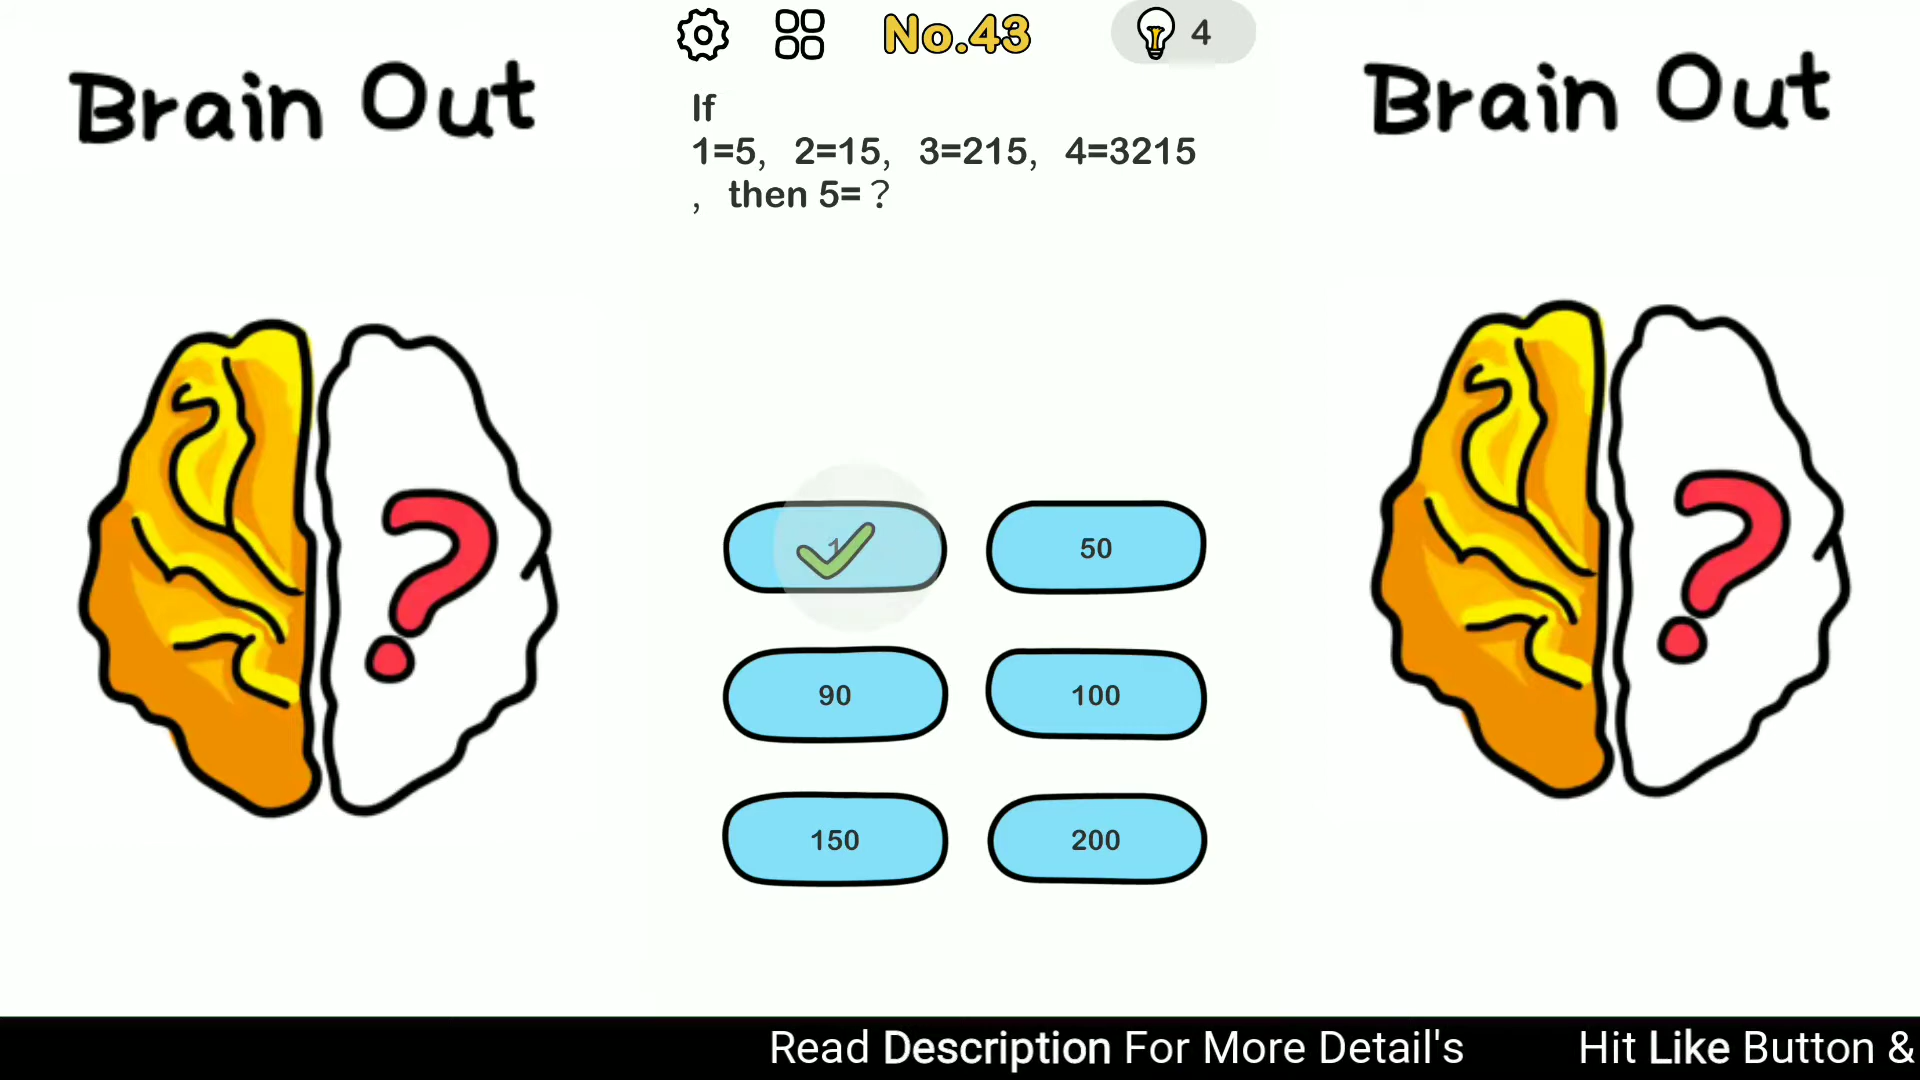 Brain Out
No.43
4
Brain Out
If
1=5, 2=15, 3=215, 4=3215
, then 5= ?
1
50
90
100
150
200
Read Description For More Detail's Hit Like Button &